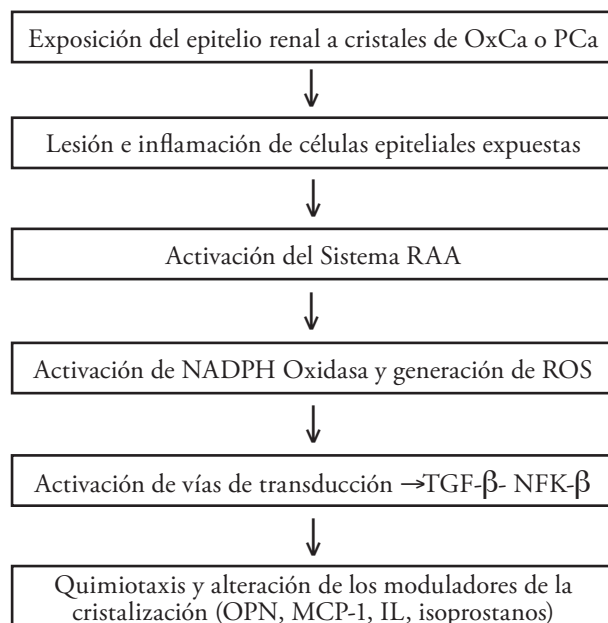 Exposición del epitelio renal a cristales de OxCa o PCa
Lesión e inflamación de células epiteliales expuestas
Activación del Sistema RAA
Activación de NADPH Oxidasa y generación de ROS
Activación de vías de transducción →TGF-β- NFK-β
Quimiotaxis y alteración de los moduladores de la
cristalización (OPN, MCP-1, IL, isoprostanos)